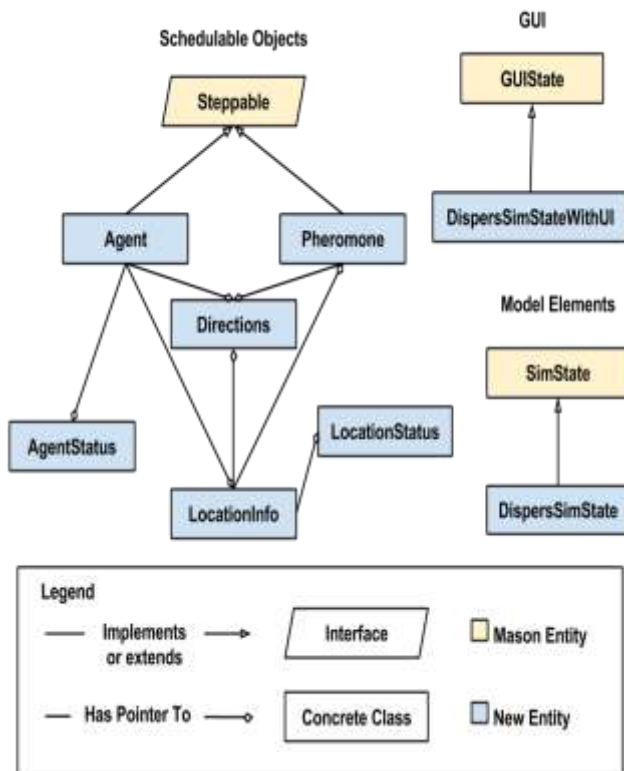 Schedulable Objects
GUI
Steppable
GUIState
Agent
Pheromone
DispersSimStateWithUI
Directions
Model Elements
SimState
AgentStatus
LocationStatus
LocationInfo
DispersSimState
Legend
Implements
or extends
Interface
Mason Entity
Has Pointer To
Concrete Class
New Entity